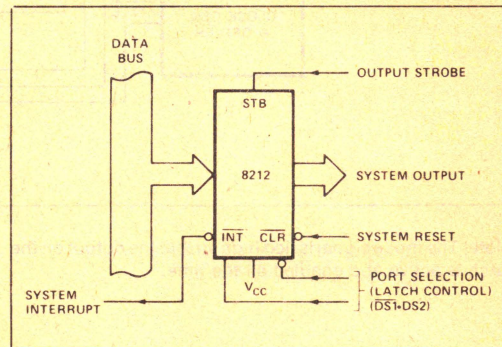 DATA
BUS
OUTPUT STROBE
STB
8212
SYSTEM OUTPUT
INT
CLR
SYSTEM RESET
SYSTEM
INTERRUPT
VCC
PORT SELECTION
(LATCH CONTROL)
(DS1•DS2)